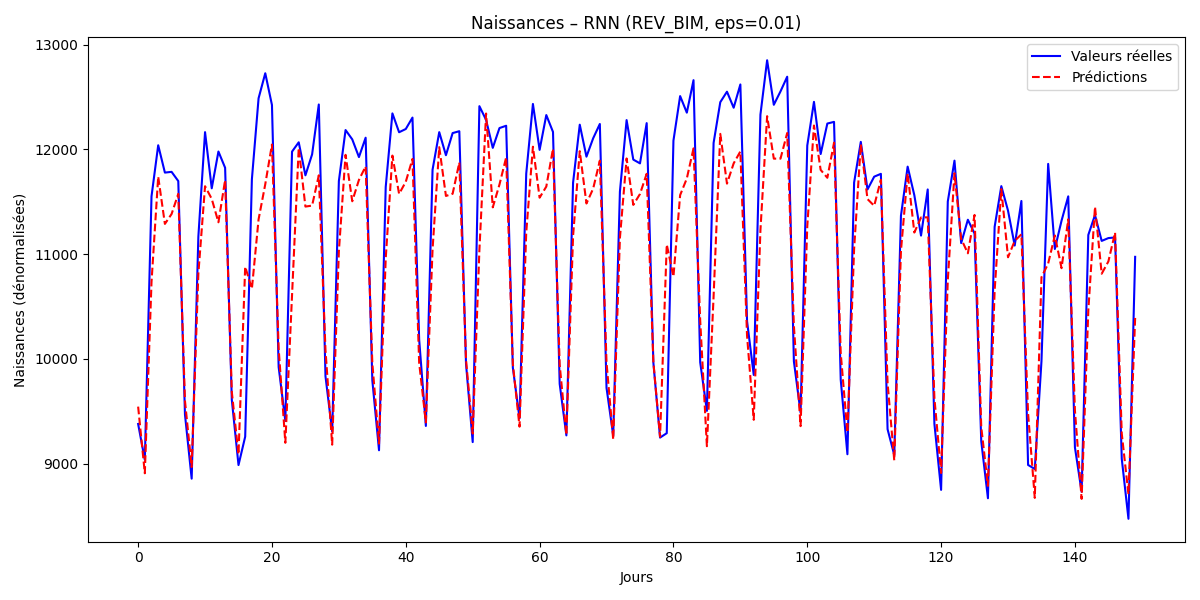 Naissances – RNN (REV_BIM, eps=0.01)
13000
12000
11000
10000
9000
Naissances (dénormalisées)
Valeurs réelles
Prédictions
0 20 40 60 80 100 120 140
Jours